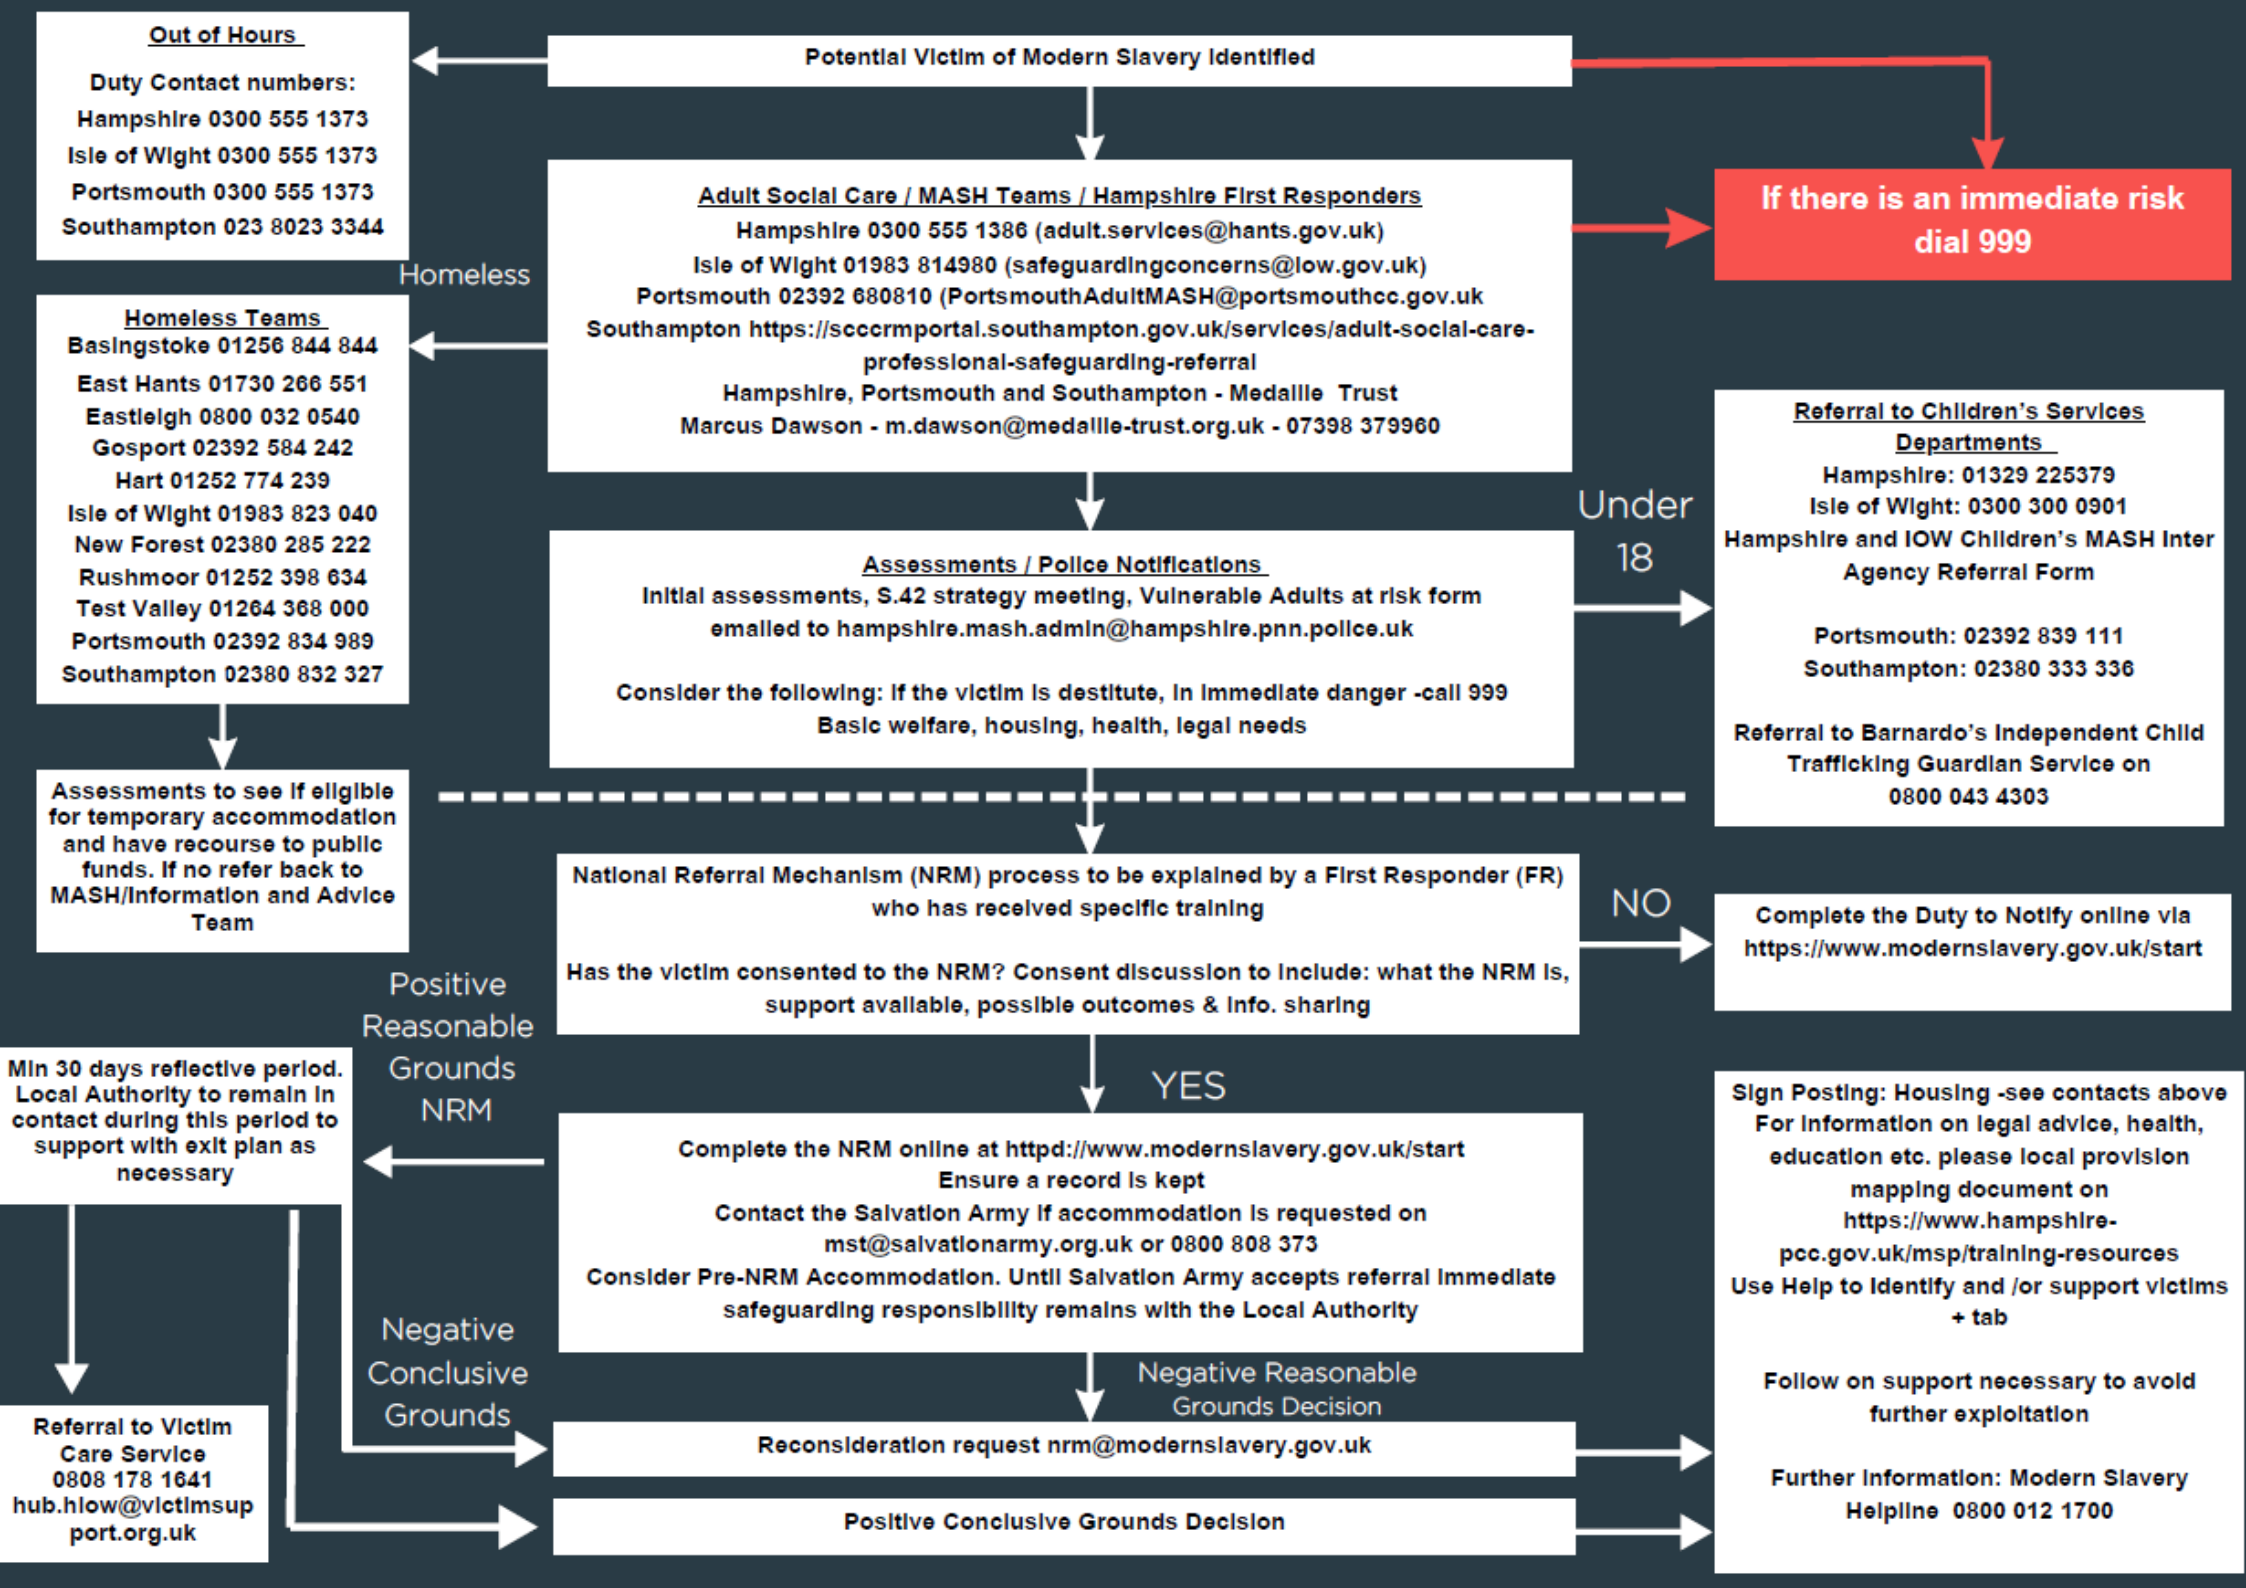 Out of Hours
Duty Contact numbers:
Hampshire 0300 555 1373
Isle of Wight 0300 555 1373
Portsmouth 0300 555 1373
Southampton 023 8023 3344
Potential Victim of Modern Slavery Identified
If there is an immediate risk
dial 999
Adult Social Care / MASH Teams / Hampshire First Responders
Hampshire 0300 555 1386 (adult.services@hants.gov.uk)
Isle of Wight 01983 814980 (safeguardingconcerns@iow.gov.uk)
Portsmouth 02392 680810 (PortsmouthAdultMASH@portsmouthcc.gov.uk
Southampton https://scccrmportal.southampton.gov.uk/services/adult-social-care-
professional-safeguarding-referral
Hampshire, Portsmouth and Southampton - Medaille Trust
Marcus Dawson - m.dawson@medaille-trust.org.uk - 07398 379960
Homeless
Homeless Teams
Basingstoke 01256 844 844
East Hants 01730 266 551
Eastleigh 0800 032 0540
Gosport 02392 584 242
Hart 01252 774 239
Isle of Wight 01983 823 040
New Forest 02380 285 222
Rushmoor 01252 398 634
Test Valley 01264 368 000
Portsmouth 02392 834 989
Southampton 02380 832 327
Assessments to see if eligible
for temporary accommodation
and have recourse to public
funds. If no refer back to
MASH/Information and Advice
Team
Assessments / Police Notifications
Initial assessments, S.42 strategy meeting, Vulnerable Adults at risk form
emailed to hampshire.mash.admin@hampshire.pnn.police.uk
Consider the following: If the victim is destitute, in immediate danger -call 999
Basic welfare, housing, health, legal needs
Under
18
Referral to Children's Services
Departments
Hampshire: 01329 225379
Isle of Wight: 0300 300 0901
Hampshire and IOW Children's MASH Inter
Agency Referral Form
Portsmouth: 02392 839 111
Southampton: 02380 333 336
Referral to Barnardo's Independent Child
Trafficking Guardian Service on
0800 043 4303
National Referral Mechanism (NRM) process to be explained by a First Responder (FR)
who has received specific training
Has the victim consented to the NRM? Consent discussion to include: what the NRM is,
support available, possible outcomes & info. sharing
NO
Complete the Duty to Notify online via
https://www.modernslavery.gov.uk/start
YES
Complete the NRM online at httpd://www.modernslavery.gov.uk/start
Ensure a record is kept
Contact the Salvation Army if accommodation is requested on
mst@salvationarmy.org.uk or 0800 808 373
Consider Pre-NRM Accommodation. Until Salvation Army accepts referral immediate
safeguarding responsibility remains with the Local Authority
Positive
Reasonable
Grounds
NRM
Min 30 days reflective period.
Local Authority to remain in
contact during this period to
support with exit plan as
necessary
Referral to Victim
Care Service
0808 178 1641
hub.hiow@victimsup
port.org.uk
Negative
Conclusive
Grounds
Negative Reasonable
Grounds Decision
Reconsideration request nrm@modernslavery.gov.uk
Positive Conclusive Grounds Decision
Sign Posting: Housing -see contacts above
For information on legal advice, health,
education etc. please local provision
mapping document on
https://www.hampshire-
pcc.gov.uk/msp/training-resources
Use Help to identify and /or support victims
+ tab
Follow on support necessary to avoid
further exploitation
Further information: Modern Slavery
Helpline 0800 012 1700